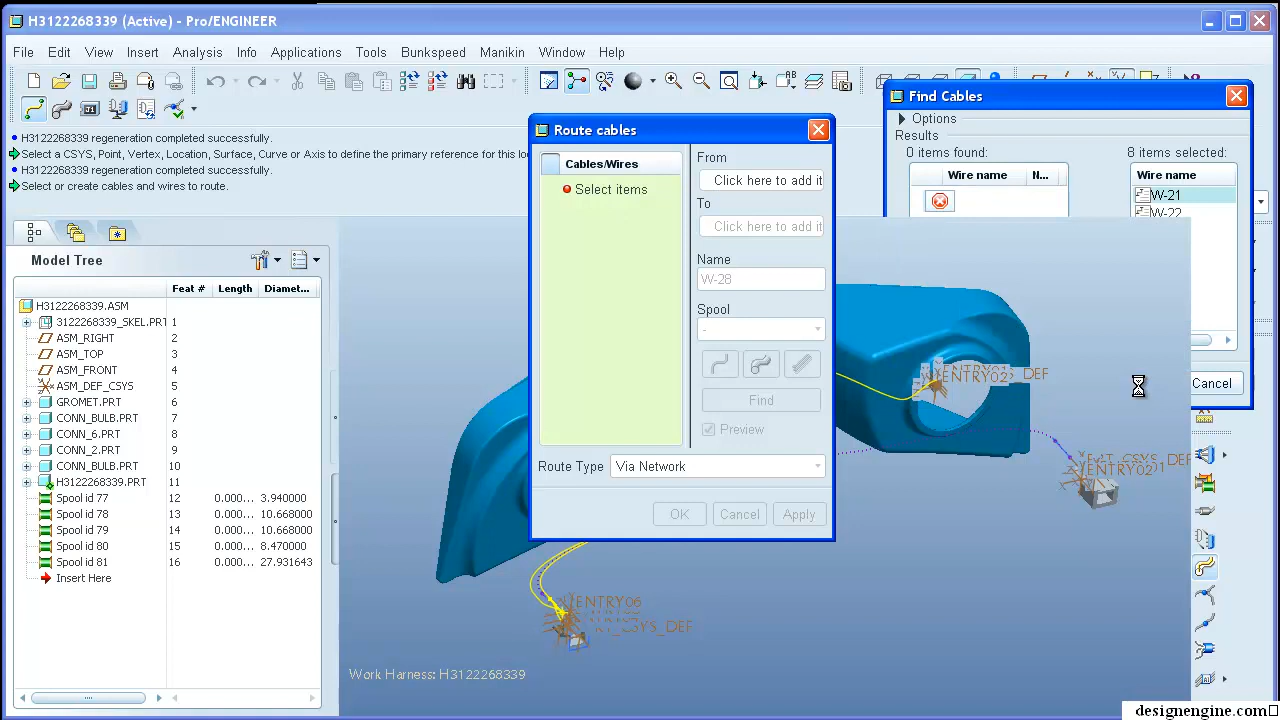 H3122268339 (Active) - Pro/ENGINEER
File Edit View Insert Analysis Info Applications Tools Bunkspeed Manikin Window Help
H3122268339 regeneration completed successfully.
Select a CSYS, Point, Vertex, Location, Surface, Curve or Axis to define the primary reference for this lo
H3122268339 regeneration completed successfully.
Select or create cables and wires to route.
Model Tree
Feat # Length Diamet...
H3122268339.ASM
3122268339_SKEL.PRT 1
ASM_RIGHT 2
ASM_TOP 3
ASM_FRONT 4
ASM_DEF_CSYS 5
GROMET.PRT 6
CONN_BULB.PRT 7
CONN_6.PRT 8
CONN_2.PRT 9
CONN_BULB.PRT 10
H3122268339.PRT 11
Spool id 77 12 0.000... 3.940000
Spool id 78 13 0.000... 10.668000
Spool id 79 14 0.000... 10.668000
Spool id 80 15 0.000... 8.470000
Spool id 81 16 0.000... 27.931643
Insert Here
Route cables
Cables/Wires
Select items
From
Click here to add it
To
Click here to add it
Name
W-28
Spool
-
Find
Preview
Route Type Via Network
OK Cancel Apply
Find Cables
Options
Results
0 items found: 8 items selected:
Wire name N... Wire name
W-21
W-22
Cancel
ENTRY02
DEF
ENTRY02
ENTRY06
CSYS_DEF
Work Harness: H3122268339
designengine.com